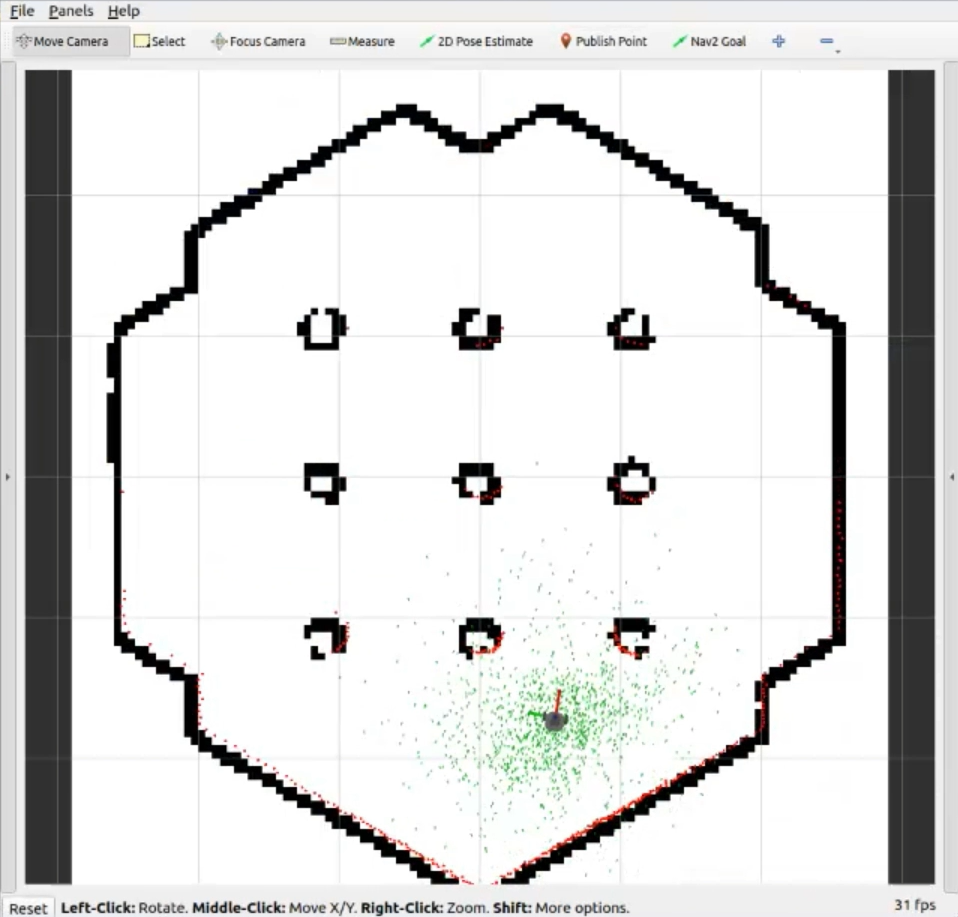 File Panels Help
Move Camera Select Focus Camera Measure 2D Pose Estimate Publish Point Nav2 Goal
Reset Left-Click: Rotate. Middle-Click: Move X/Y. Right-Click: Zoom. Shift: More options. 31 fps